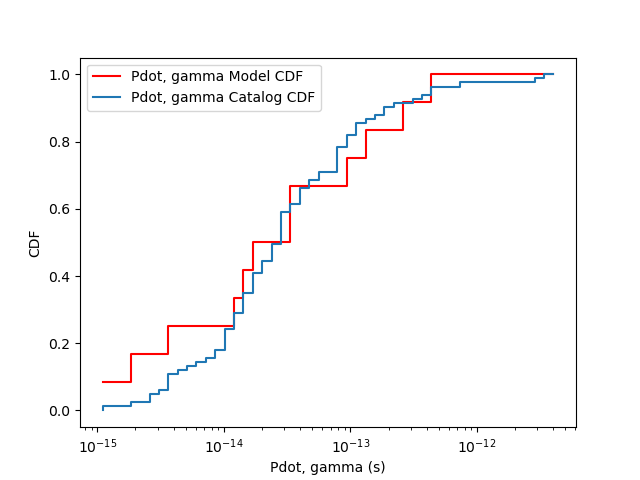 Pdot, gamma Model CDF
Pdot, gamma Catalog CDF
1.0
0.8
0.6
0.4
0.2
0.0
CDF
10⁻¹⁵
10⁻¹⁴
10⁻¹³
10⁻¹²
Pdot, gamma (s)